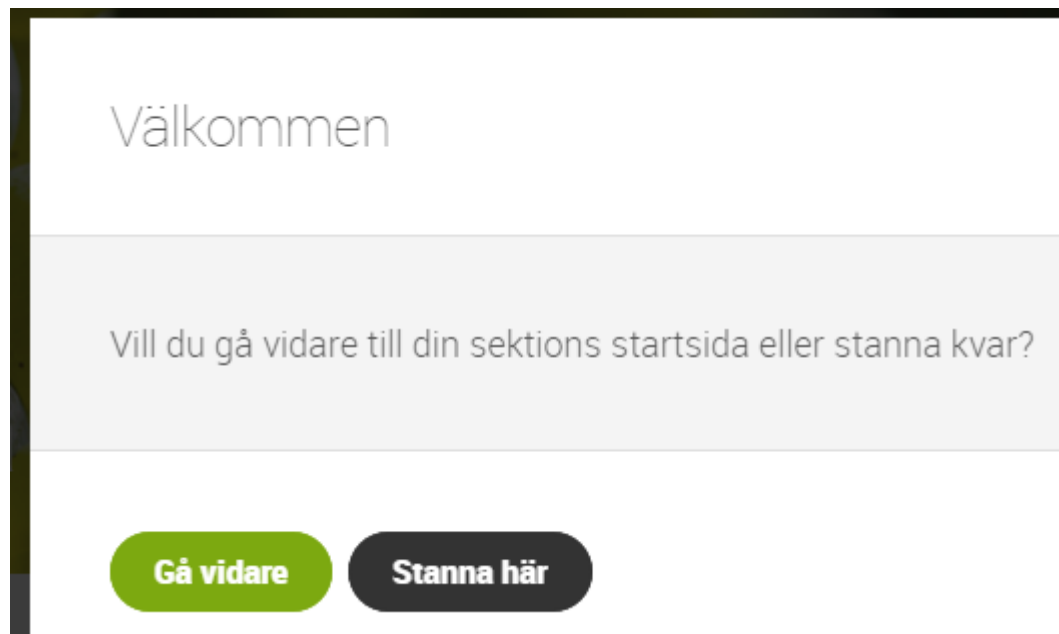 Välkommen
Vill du gå vidare till din sektions startsida eller stanna kvar?
Gå vidare
Stanna här